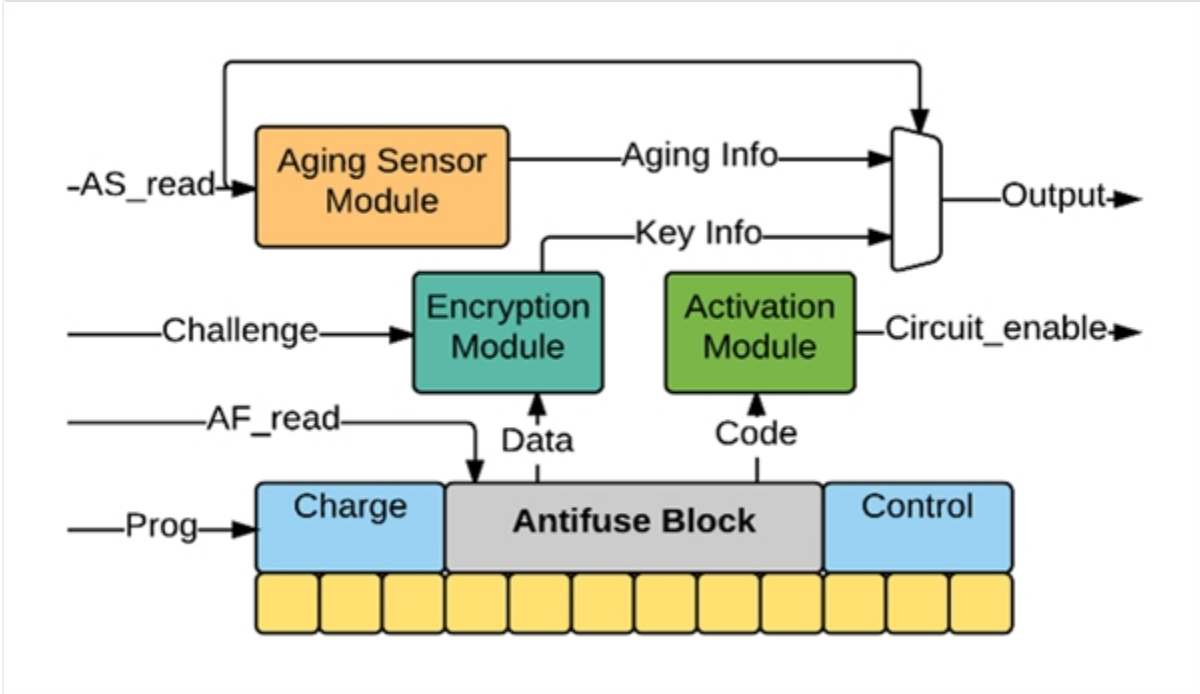 Aging Sensor
Module
AS_read
Aging Info
Output
Key Info
Encryption
Module
Activation
Module
Challenge
Circuit_enable
AF_read
Data
Code
Prog
Charge
Antifuse Block
Control